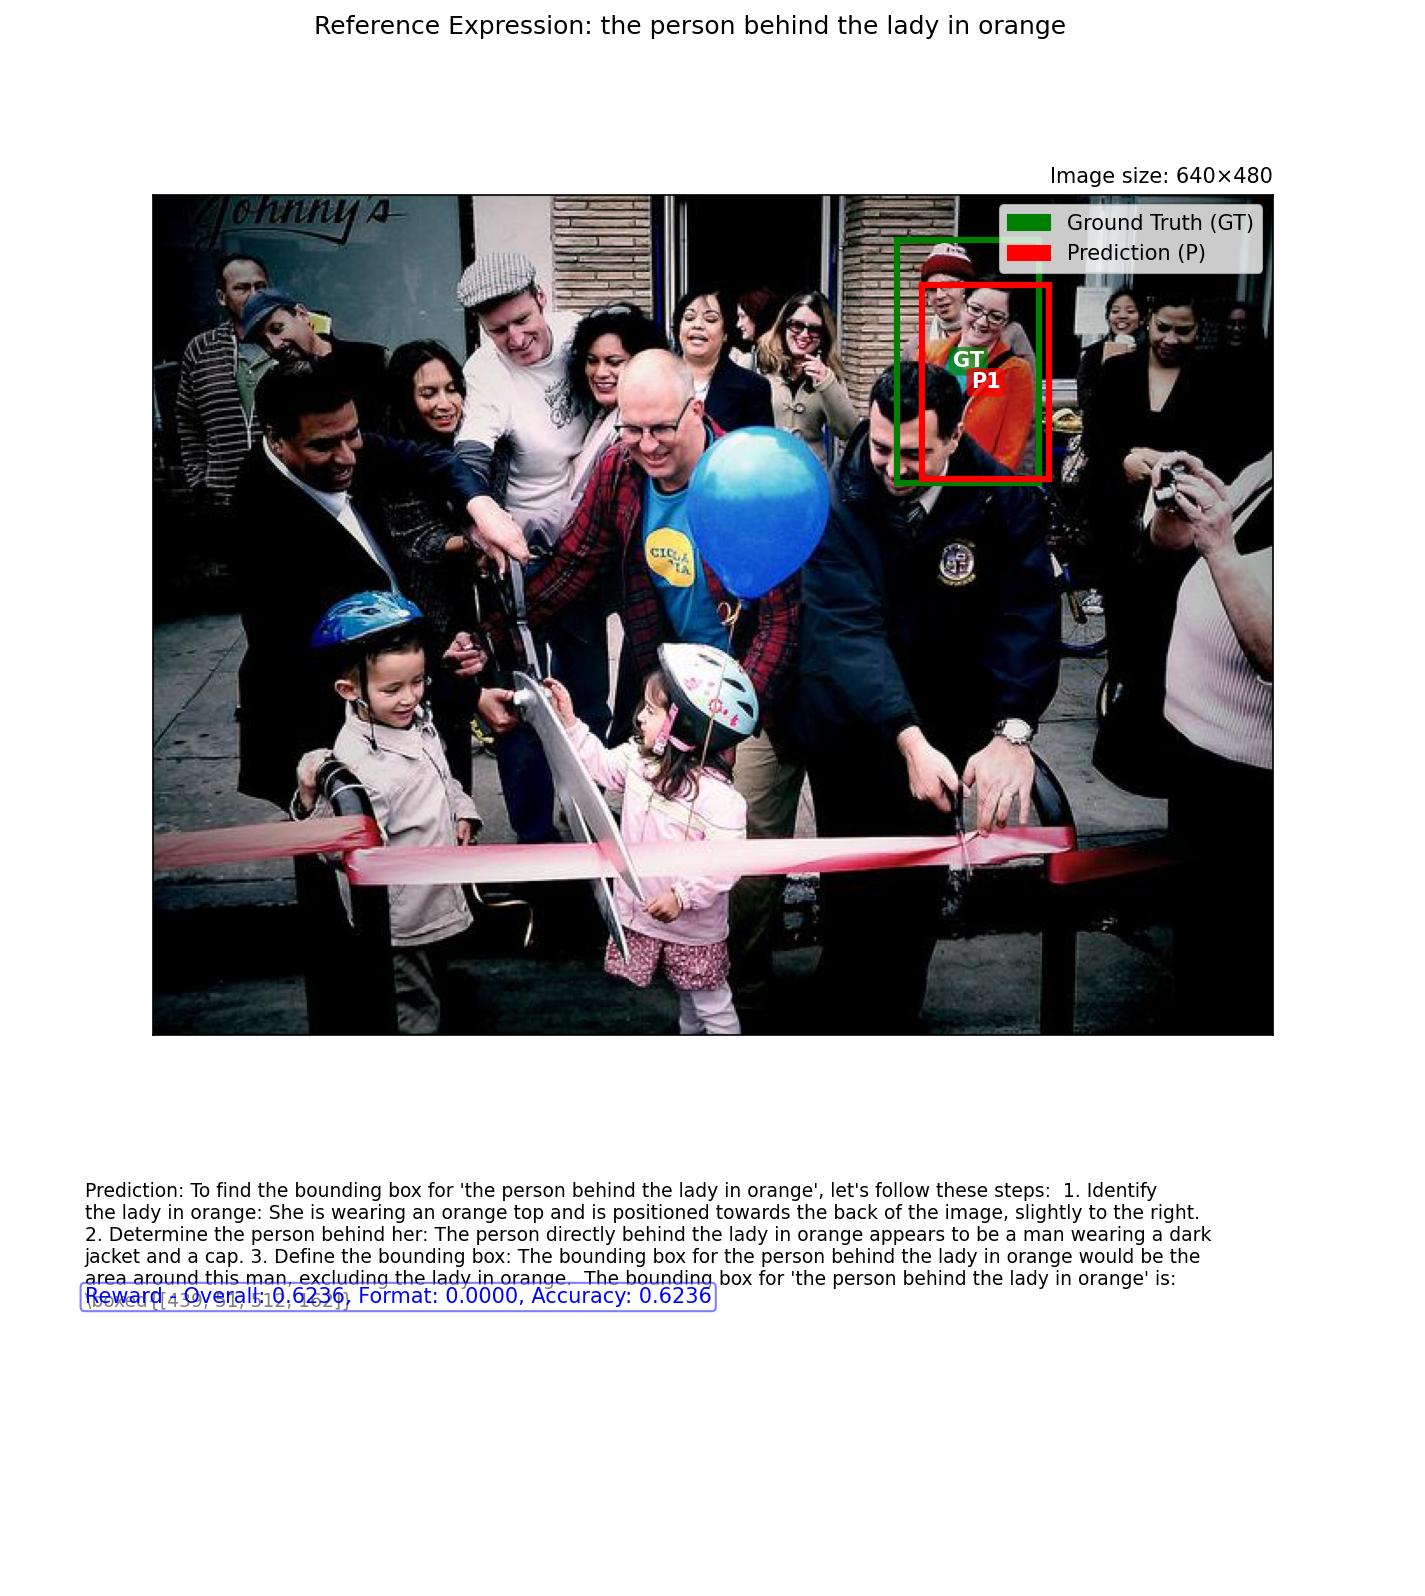 Reference Expression: the person behind the lady in orange
Image size: 640×480
Johnny's
Ground Truth (GT)
Prediction (P)
GT
P1
CICLA
VIA
Prediction: To find the bounding box for 'the person behind the lady in orange', let's follow these steps:  1. Identify
the lady in orange: She is wearing an orange top and is positioned towards the back of the image, slightly to the right.
2. Determine the person behind her: The person directly behind the lady in orange appears to be a man wearing a dark
jacket and a cap. 3. Define the bounding box: The bounding box for the person behind the lady in orange would be the
area around this man, excluding the lady in orange.  The bounding box for 'the person behind the lady in orange' is:
\boxed{[439, 51, 512, 162]}
Reward - Overall: 0.6236, Format: 0.0000, Accuracy: 0.6236